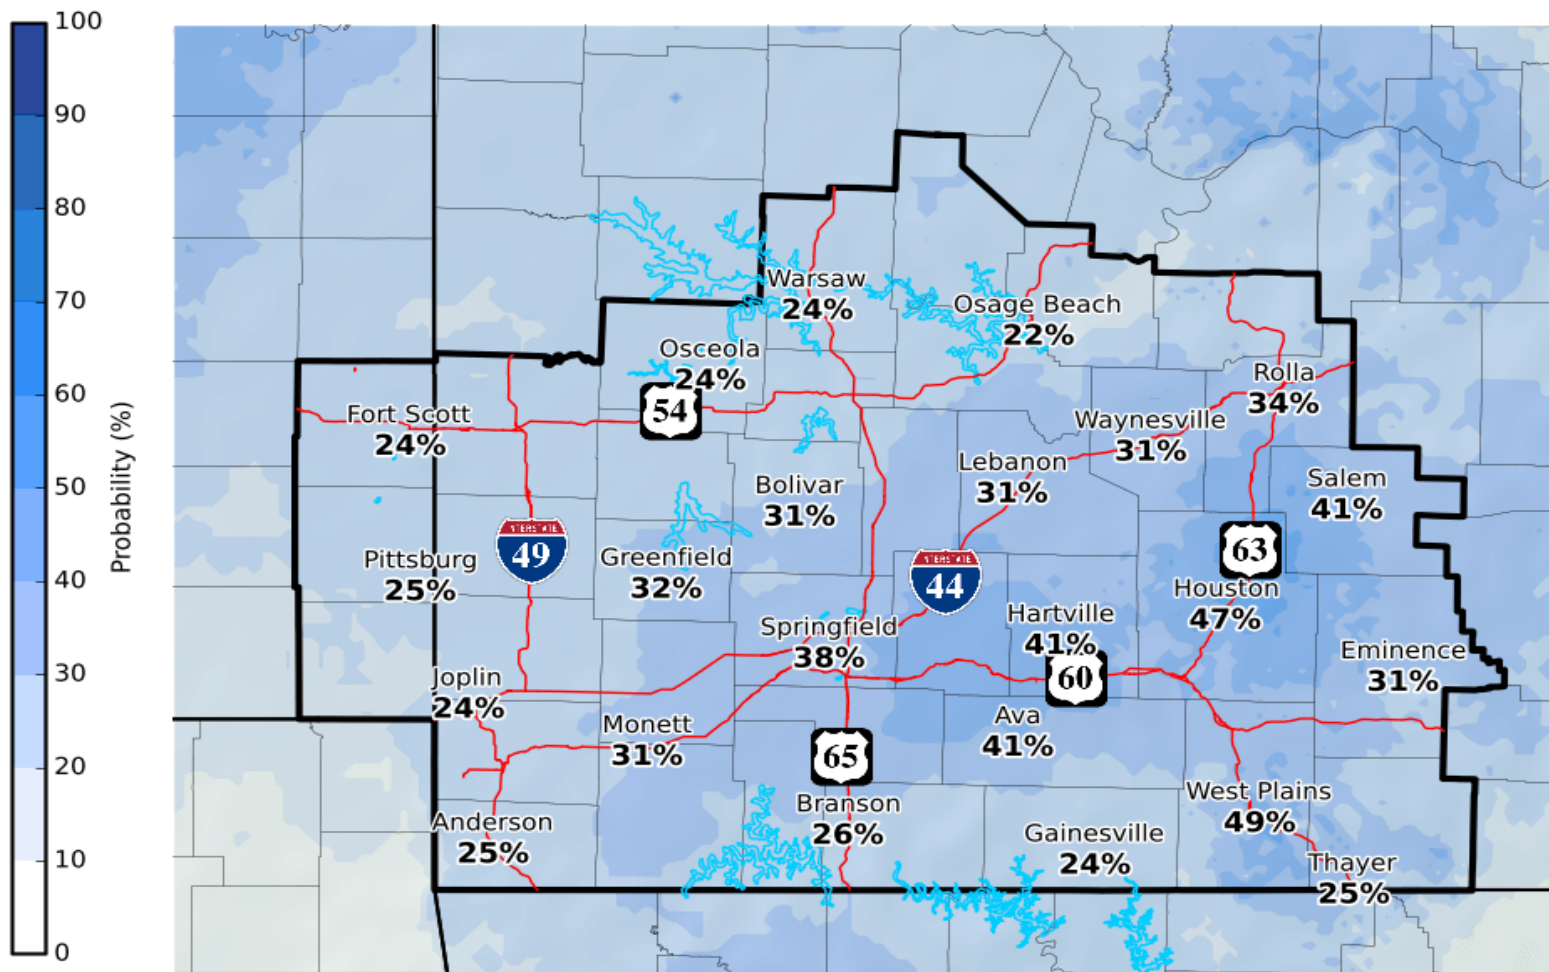 100
90
80
70
60
50
40
30
20
10
0
Probability (%)
Warsaw
24%
Osage Beach
22%
Osceola
24%
54
Rolla
34%
Fort Scott
24%
Waynesville
31%
Lebanon
31%
Salem
41%
Bolivar
31%
INTERSTATE
49
Pittsburg
25%
Greenfield
32%
INTERSTATE
44
63
Houston
47%
Hartville
41%
60
Springfield
38%
Eminence
31%
Joplin
24%
Monett
31%
Ava
41%
65
Branson
26%
West Plains
49%
Anderson
25%
Gainesville
24%
Thayer
25%